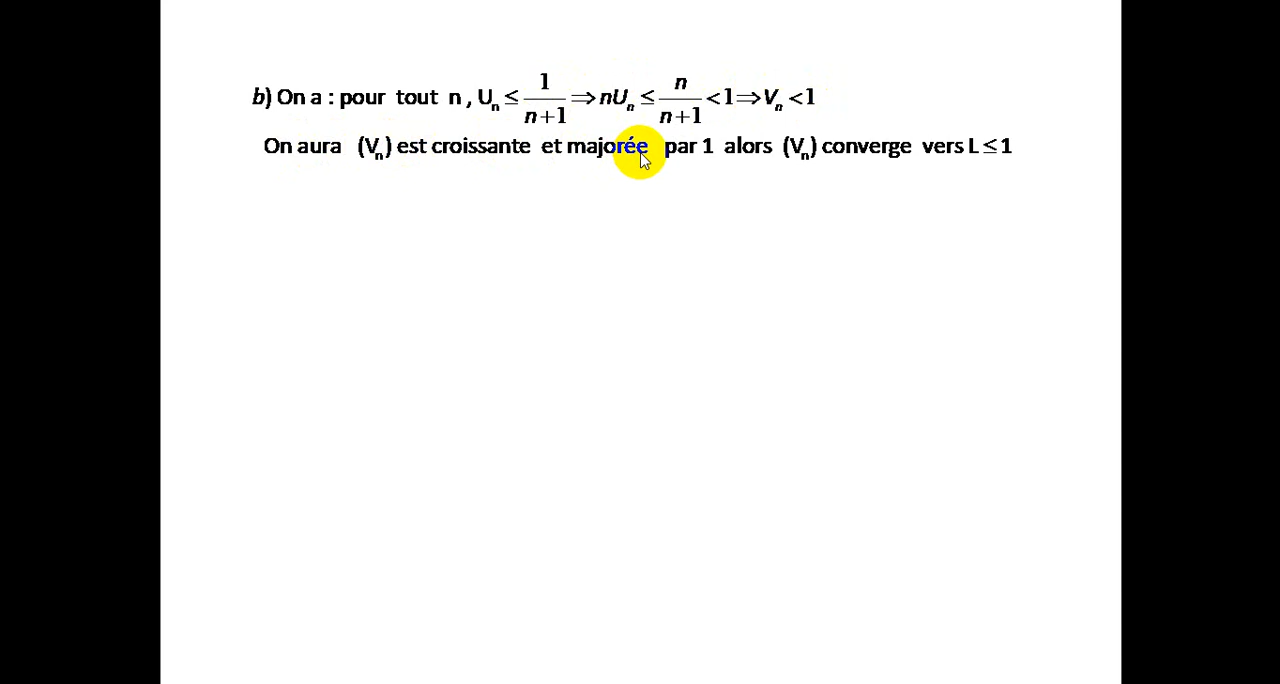 b) On a : pour tout n , Uₙ ≤ 1/(n+1) ⇒ nUₙ ≤ n/(n+1) < 1 ⇒ Vₙ < 1
On aura (Vₙ) est croissante et majorée par 1 alors (Vₙ) converge vers L ≤ 1